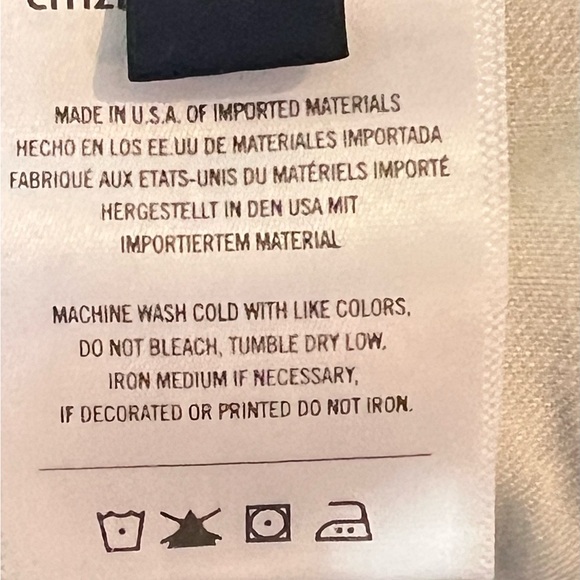 MADE IN U.S.A. OF IMPORTED MATERIALS
HECHO EN LOS EE.UU DE MATERIALES IMPORTADA
FABRIQUÉ AUX ETATS-UNIS DU MATÉRIELS IMPORTÉ
HERGESTELLT IN DEN USA MIT
IMPORTIERTEM MATERIAL
MACHINE WASH COLD WITH LIKE COLORS,
DO NOT BLEACH, TUMBLE DRY LOW,
IRON MEDIUM IF NECESSARY,
IF DECORATED OR PRINTED DO NOT IRON.